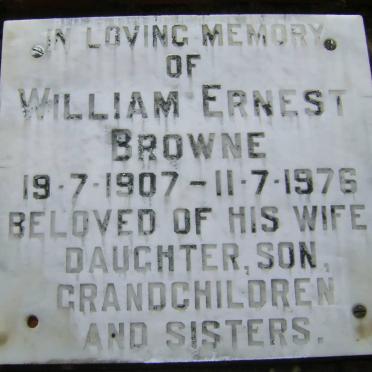 IN LOVING MEMORY
OF
WILLIAM ERNEST
BROWNE
19-7-1907-11-7-1976
BELOVED OF HIS WIFE
DAUGHTER, SON,
GRANDCHILDREN
AND SISTERS.